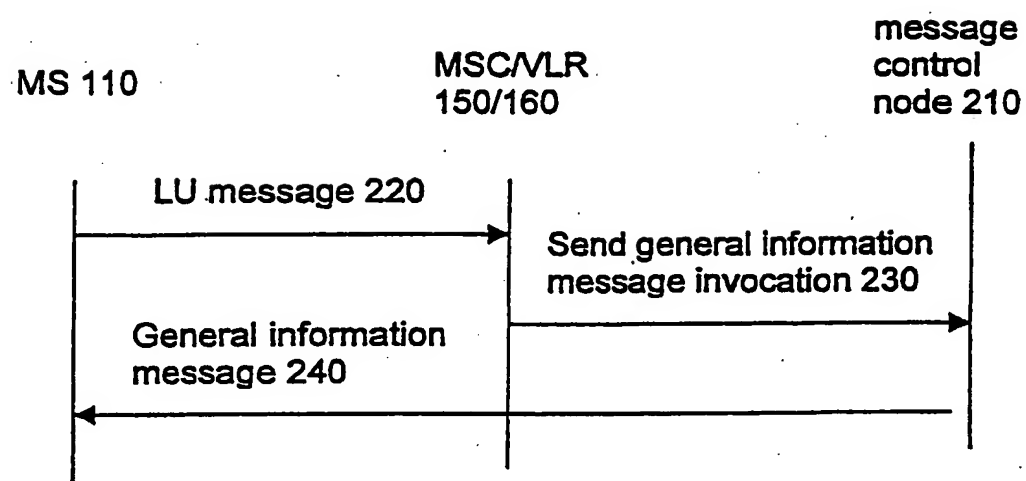 MS 110
MSC/VLR
150/160
message
control
node 210
LU message 220
Send general information
message invocation 230
General information
message 240